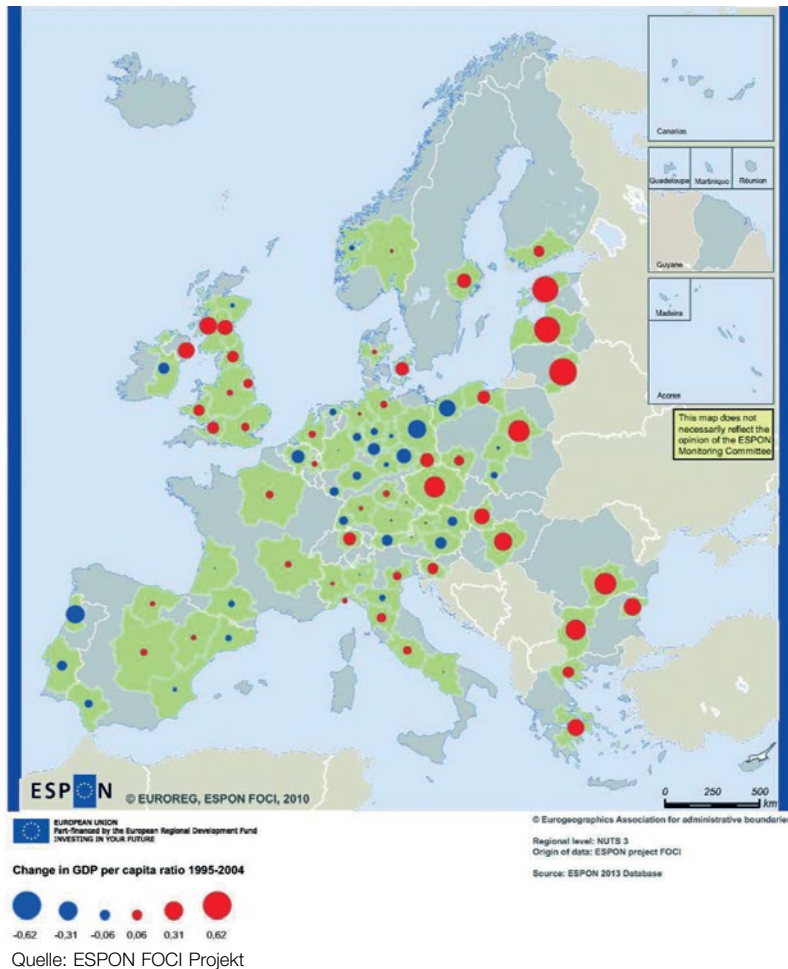 Canarias
Guadeloupe
Martinique
Réunion
Guyane
Madeira
Acores
This map does not
necessarily reflect the
opinion of the ESPON
Monitoring Committee
ESPON
© EUROREG, ESPON FOCI, 2010
0 250 500
km
EUROPEAN UNION
Part-financed by the European Regional Development Fund
INVESTING IN YOUR FUTURE
© Eurogeographics Association for administrative boundaries
Regional level: NUTS 3
Origin of data: ESPON project FOCI
Source: ESPON 2013 Database
Change in GDP per capita ratio 1995-2004
-0,62 -0,31 -0,06 0,06 0,31 0,62
Quelle: ESPON FOCI Projekt